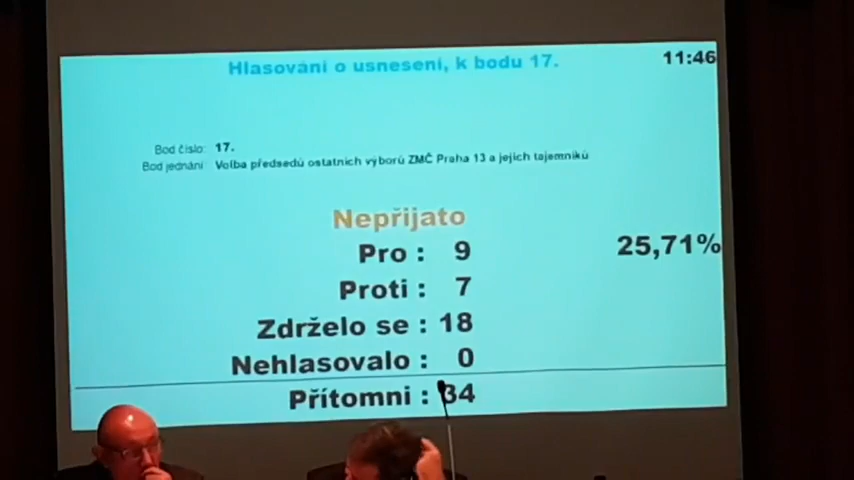 Hlasování o usnesení, k bodu 17.
11:46
Bod číslo: 17.
Bod jednání: Volba předsedů ostatních výborů ZMČ Praha 13 a jejich tajemníků
Nepřijato
Pro : 9 25,71%
Proti : 7
Zdrželo se : 18
Nehlasovalo : 0
Přítomni : 34